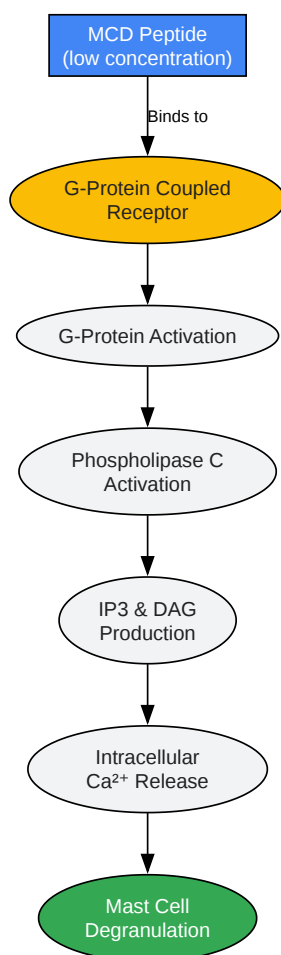 MCD Peptide
(low concentration)
Binds to
G-Protein Coupled
Receptor
G-Protein Activation
Phospholipase C
Activation
IP3 & DAG
Production
Intracellular
Ca²⁺ Release
Mast Cell
Degranulation